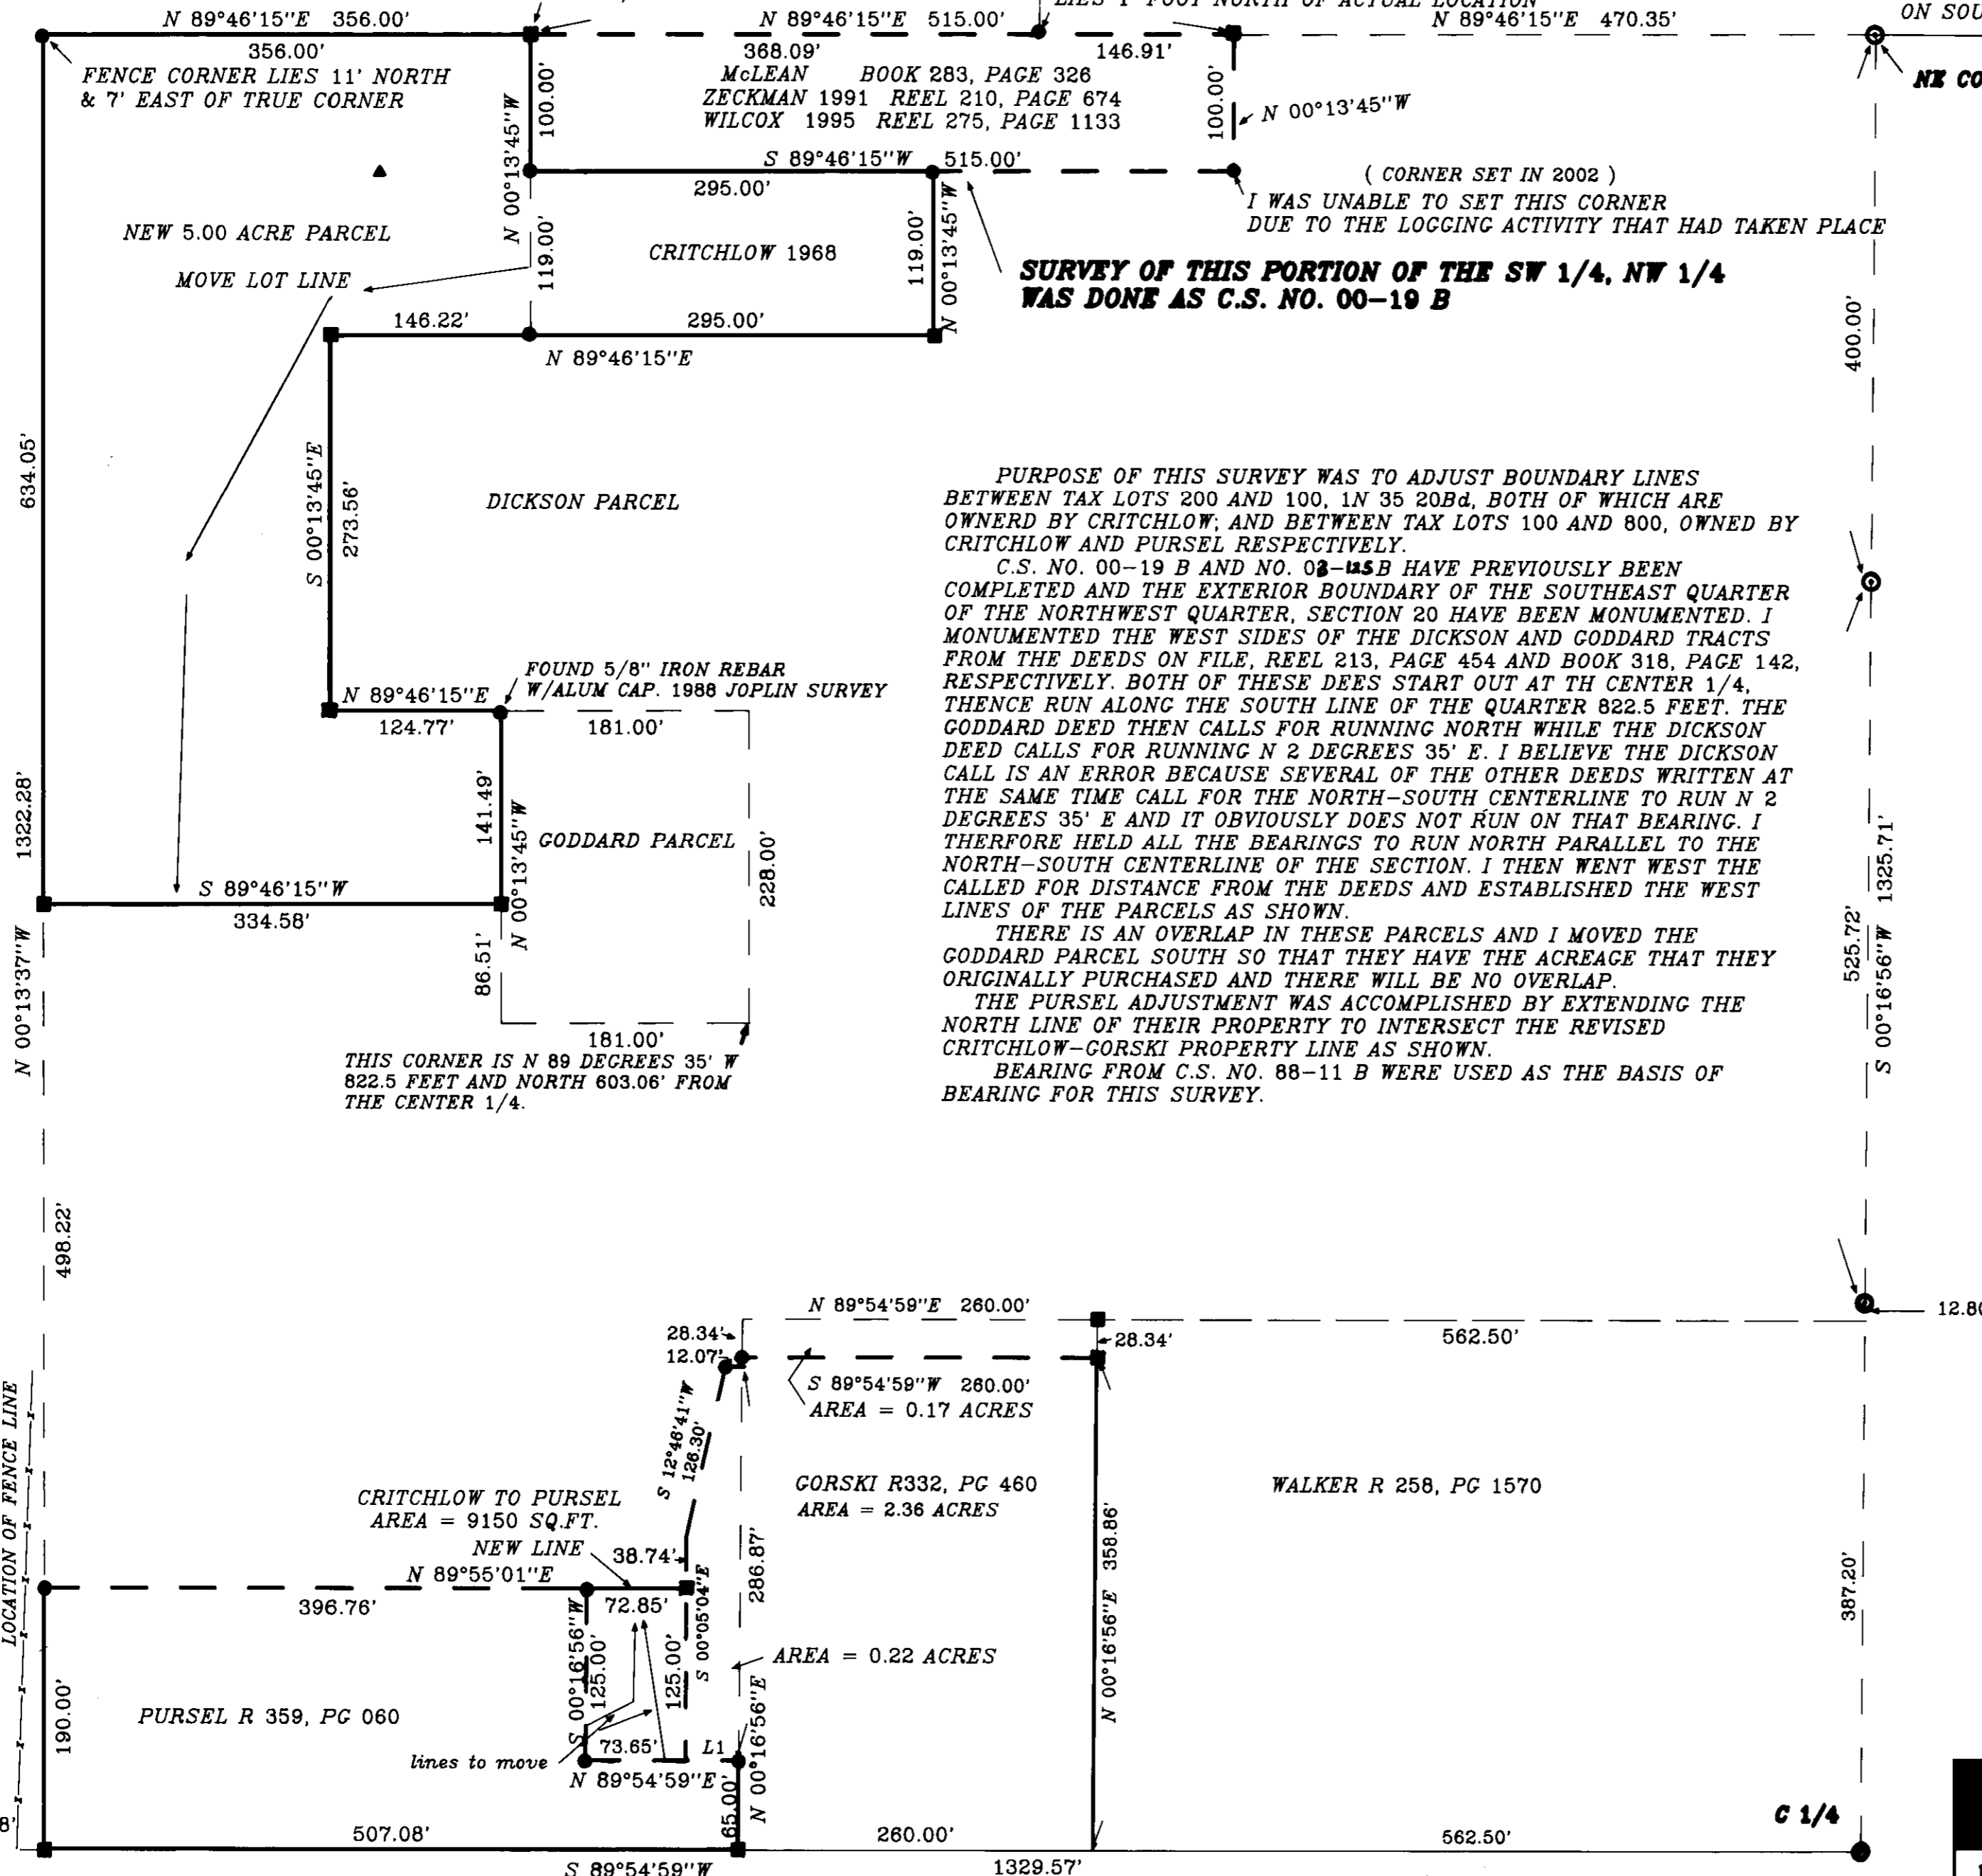 N 89°46'15"E 356.00'
356.00'
FENCE CORNER LIES 11' NORTH
& 7' EAST OF TRUE CORNER
N 89°46'15"E 515.00'
LIES 1 FOOT NORTH OF ACTUAL LOCATION
N 89°46'15"E 470.35'
ON SOU
368.09'
146.91'
McLEAN BOOK 283, PAGE 326
ZECKMAN 1991 REEL 210, PAGE 674
WILCOX 1995 REEL 275, PAGE 1133
N 00°13'45"W
100.00'
100.00'
N 00°13'45"W
NE CO
S 89°46'15"W 515.00'
295.00'
( CORNER SET IN 2002 )
I WAS UNABLE TO SET THIS CORNER
DUE TO THE LOGGING ACTIVITY THAT HAD TAKEN PLACE
NEW 5.00 ACRE PARCEL
MOVE LOT LINE
119.00'
CRITCHLOW 1968
119.00'
N 00°13'45"W
SURVEY OF THIS PORTION OF THE SW 1/4, NW 1/4
WAS DONE AS C.S. NO. 00-19 B
146.22'
295.00'
N 89°46'15"E
400.00'
634.05'
S 00°13'45"E
273.56'
DICKSON PARCEL
PURPOSE OF THIS SURVEY WAS TO ADJUST BOUNDARY LINES
BETWEEN TAX LOTS 200 AND 100, 1N 35 20Bd, BOTH OF WHICH ARE
OWNERD BY CRITCHLOW; AND BETWEEN TAX LOTS 100 AND 800, OWNED BY
CRITCHLOW AND PURSEL RESPECTIVELY.
C.S. NO. 00-19 B AND NO. 02-125B HAVE PREVIOUSLY BEEN
COMPLETED AND THE EXTERIOR BOUNDARY OF THE SOUTHEAST QUARTER
OF THE NORTHWEST QUARTER, SECTION 20 HAVE BEEN MONUMENTED. I
MONUMENTED THE WEST SIDES OF THE DICKSON AND GODDARD TRACTS
FROM THE DEEDS ON FILE, REEL 213, PAGE 454 AND BOOK 318, PAGE 142,
RESPECTIVELY. BOTH OF THESE DEES START OUT AT TH CENTER 1/4,
THENCE RUN ALONG THE SOUTH LINE OF THE QUARTER 822.5 FEET. THE
GODDARD DEED THEN CALLS FOR RUNNING NORTH WHILE THE DICKSON
DEED CALLS FOR RUNNING N 2 DEGREES 35' E. I BELIEVE THE DICKSON
CALL IS AN ERROR BECAUSE SEVERAL OF THE OTHER DEEDS WRITTEN AT
THE SAME TIME CALL FOR THE NORTH-SOUTH CENTERLINE TO RUN N 2
DEGREES 35' E AND IT OBVIOUSLY DOES NOT RUN ON THAT BEARING. I
THERFORE HELD ALL THE BEARINGS TO RUN NORTH PARALLEL TO THE
NORTH-SOUTH CENTERLINE OF THE SECTION. I THEN WENT WEST THE
CALLED FOR DISTANCE FROM THE DEEDS AND ESTABLISHED THE WEST
LINES OF THE PARCELS AS SHOWN.
THERE IS AN OVERLAP IN THESE PARCELS AND I MOVED THE
GODDARD PARCEL SOUTH SO THAT THEY HAVE THE ACREAGE THAT THEY
ORIGINALLY PURCHASED AND THERE WILL BE NO OVERLAP.
THE PURSEL ADJUSTMENT WAS ACCOMPLISHED BY EXTENDING THE
NORTH LINE OF THEIR PROPERTY TO INTERSECT THE REVISED
CRITCHLOW-GORSKI PROPERTY LINE AS SHOWN.
BEARING FROM C.S. NO. 88-11 B WERE USED AS THE BASIS OF
BEARING FOR THIS SURVEY.
FOUND 5/8" IRON REBAR
W/ALUM CAP. 1988 JOPLIN SURVEY
N 89°46'15"E
124.77'
181.00'
1322.28'
141.49'
N 00°13'45"W
GODDARD PARCEL
228.00'
S 89°46'15"W
334.58'
86.51'
181.00'
N 00°13'37"W
525.72'
S 00°16'56"W 1325.71'
THIS CORNER IS N 89 DEGREES 35' W
822.5 FEET AND NORTH 603.06' FROM
THE CENTER 1/4.
498.22'
N 89°54'59"E 260.00'
28.34'
12.07'
28.34'
562.50'
12.80
S 89°54'59"W 260.00'
AREA = 0.17 ACRES
S 12°46'41"W
126.30'
LOCATION OF FENCE LINE
CRITCHLOW TO PURSEL
AREA = 9150 SQ.FT.
NEW LINE
38.74'
GORSKI R332, PG 460
AREA = 2.36 ACRES
WALKER R 258, PG 1570
286.87'
N 00°16'56"E 358.86'
N 89°55'01"E
396.76'
72.85'
S 00°05'04"E
387.20'
S 00°16'56"W
125.00'
125.00'
AREA = 0.22 ACRES
190.00'
PURSEL R 359, PG 060
lines to move
73.65'
L1
N 89°54'59"E
N 00°16'56"E
65.00'
C 1/4
8'
507.08'
260.00'
562.50'
S 89°54'59"W
1329.57'